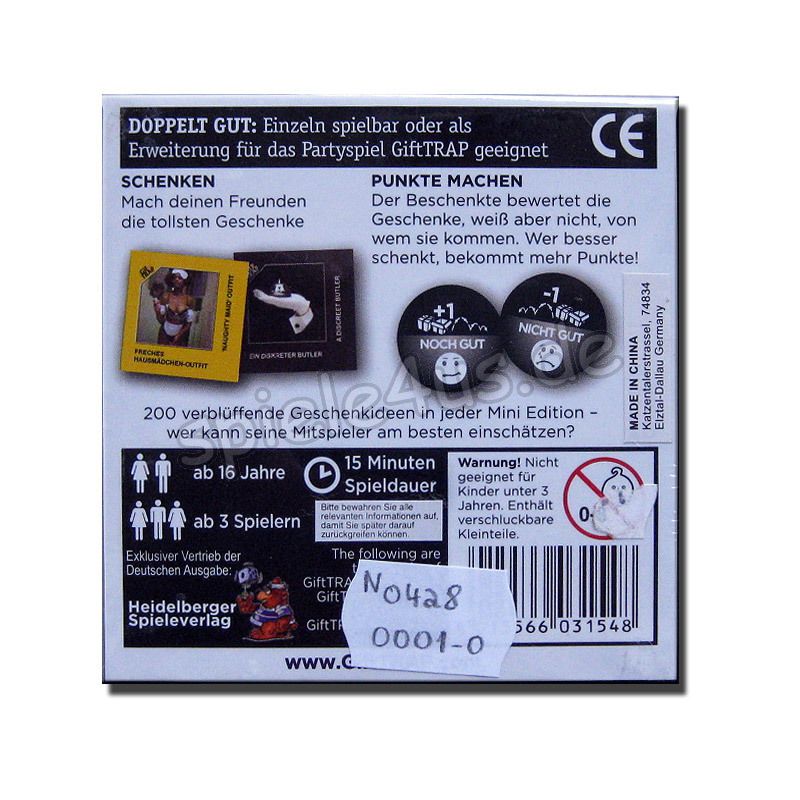 DOPPELT GUT: Einzeln spielbar oder als
Erweiterung für das Partyspiel GiftTRAP geeignet
CE
SCHENKEN
Mach deinen Freunden
die tollsten Geschenke
PUNKTE MACHEN
Der Beschenkte bewertet die
Geschenke, weiß aber nicht, von
wem sie kommen. Wer besser
schenkt, bekommt mehr Punkte!
FRECHES
HAUSMÄDCHEN-OUTFIT
'NAUGHTY MAID' OUTFIT
EIN DISKRETER BUTLER
A DISCREET BUTLER
+1
NOCH GUT
-1
NICHT GUT
MADE IN CHINA
Katzentalerstrassel, 74834
Elztal-Dallau Germany
spiele4us.de
200 verblüffende Geschenkideen in jeder Mini Edition –
wer kann seine Mitspieler am besten einschätzen?
ab 16 Jahre
ab 3 Spielern
15 Minuten
Spieldauer
Bitte bewahren Sie alle
relevanten Informationen auf,
damit Sie später darauf
zurückgreifen können.
Warnung! Nicht
geeignet für
Kinder unter 3
Jahren. Enthält
verschluckbare
Kleinteile.
0-
Exklusiver Vertrieb der
Deutschen Ausgabe:
Heidelberger
Spieleverlag
The following are
GiftTRA
GiftT
GiftTR
N0428
0001-0
566 031548
www.G